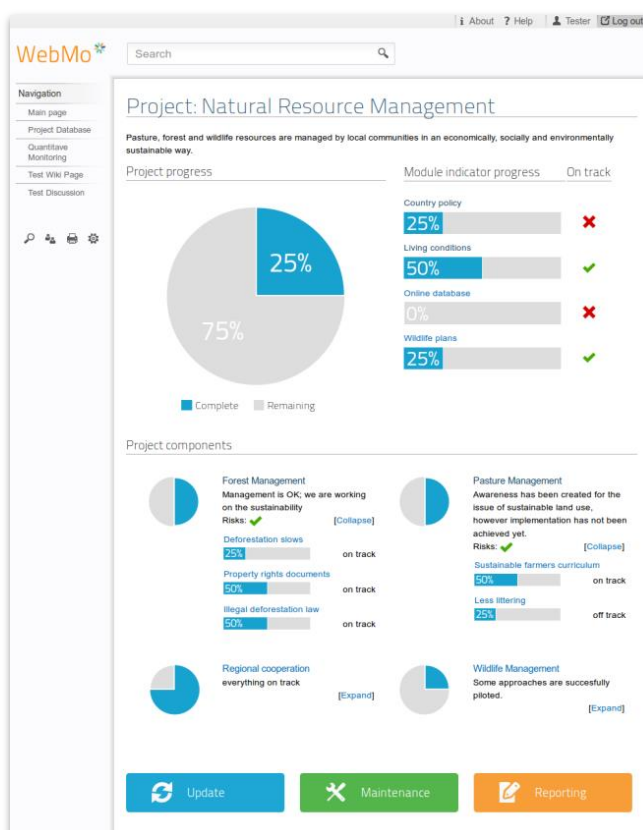 About ? Help Tester Log out
WebMo
Search
Navigation
Main page
Project Database
Quantitave
Monitoring
Test Wiki Page
Test Discussion
Project: Natural Resource Management
Pasture, forest and wildlife resources are managed by local communities in an economically, socially and environmentally
sustainable way.
Project progress
25%
75%
Complete Remaining
Module indicator progress On track
Country policy
25%
Living conditions
50%
Online database
0%
Wildlife plans
25%
Project components
Forest Management
Management is OK; we are working
on the sustainability
Risks:
[Collapse]
Deforestation slows
25% on track
Property rights documents
50% on track
Illegal deforestation law
50% on track
Pasture Management
Awareness has been created for the
issue of sustainable land use,
however implementation has not been
achieved yet.
Risks:
[Collapse]
Sustainable farmers curriculum
50% on track
Less littering
25% off track
Regional cooperation
everything on track
[Expand]
Wildlife Management
Some approaches are succesfully
piloted.
[Expand]
Update Maintenance Reporting